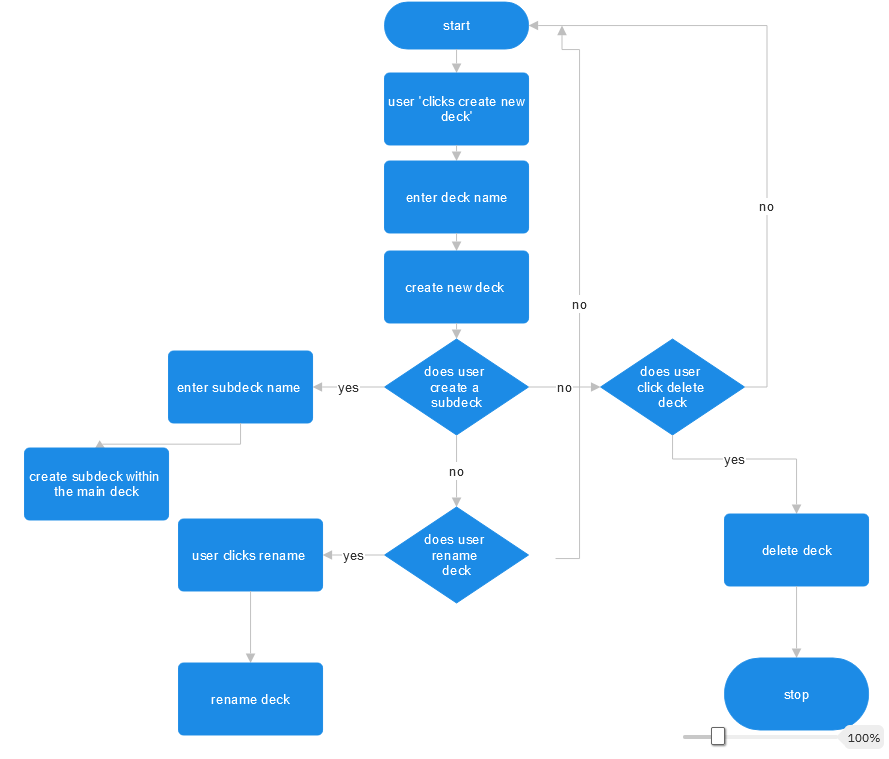 start
user 'clicks create new
deck'
enter deck name
no
create new deck
no
does user
create a
subdeck
does user
click delete
deck
enter subdeck name
yes
no
no
yes
create subdeck within
the main deck
does user
rename
deck
user clicks rename
yes
delete deck
rename deck
stop
100%